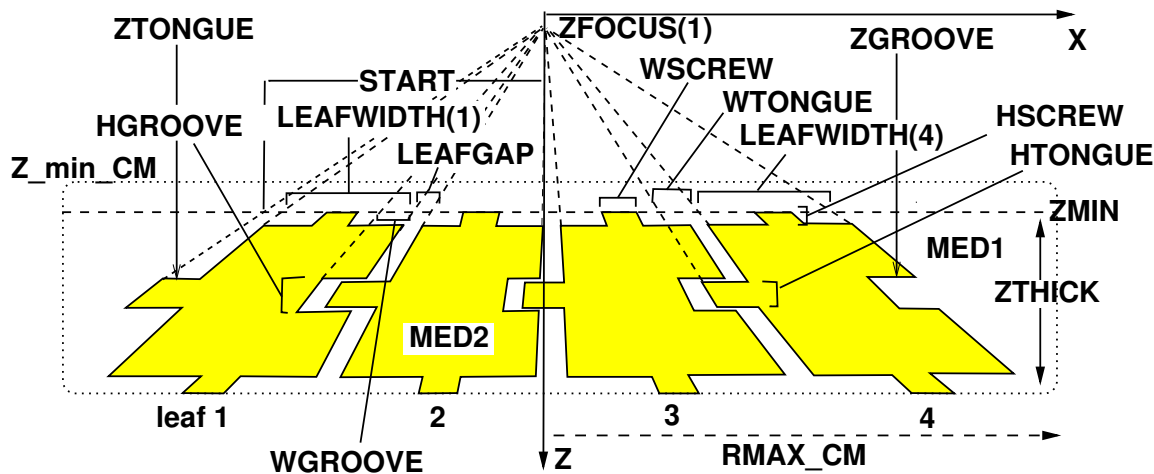 ZTONGUE
ZFOCUS(1)
ZGROOVE
X
START
WSCREW
HGROOVE
LEAFWIDTH(1)
WTONGUE
HSCREW
LEAFWIDTH(4)
LEAFGAP
HTONGUE
Z_min_CM
ZMIN
MED1
ZTHICK
MED2
leaf 1
2
3
4
WGROOVE
Z
RMAX_CM